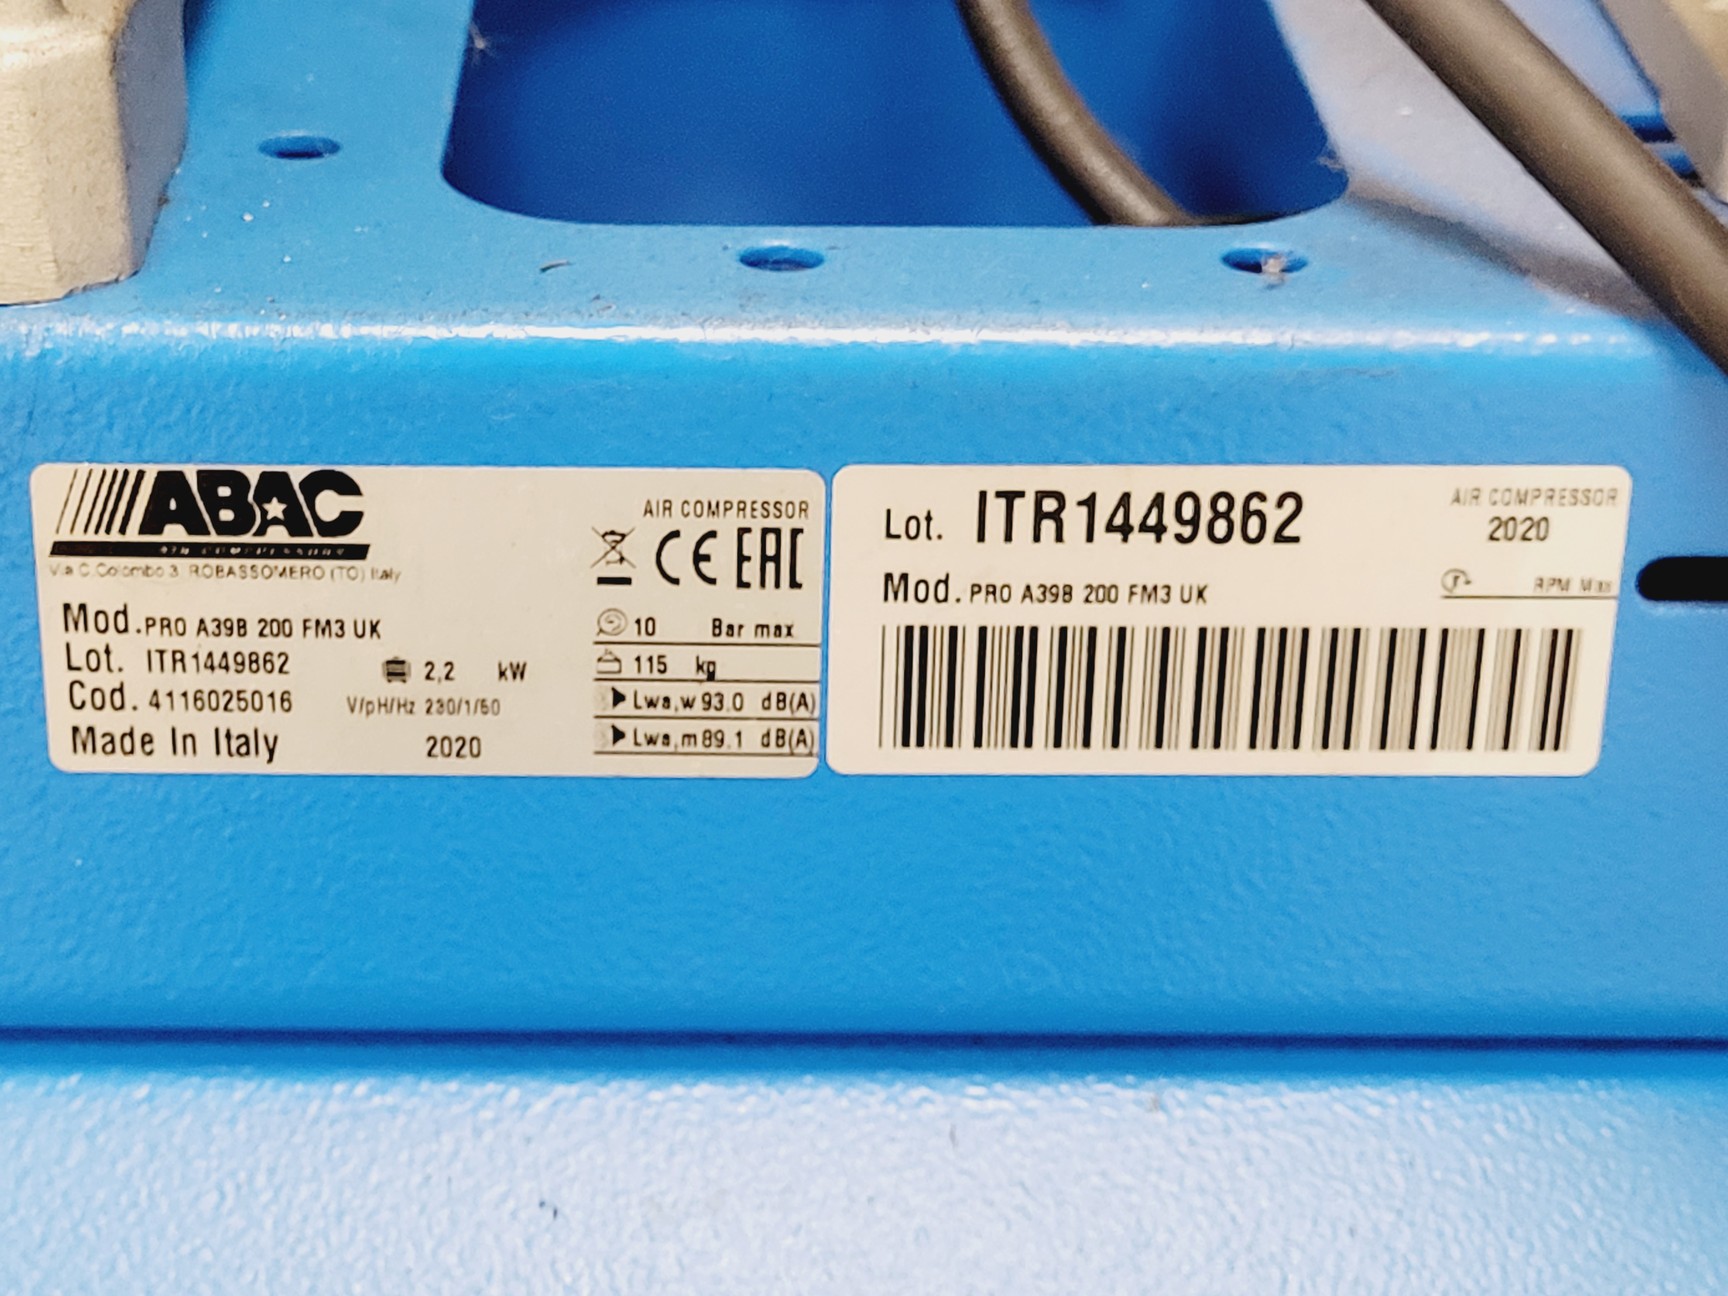 ABAC
AIR COMPRESSORS
Via C.Colombo 3, ROBASSOMERO (TO) Italy
Mod.PRO A39B 200 FM3 UK
Lot. ITR1449862
2,2 kW
Cod. 4116025016
V/pH/Hz 230/1/50
Made In Italy
2020
AIR COMPRESSOR
CE EAC
10 Bar max
115 kg
Lwa,w 93.0 dB(A)
Lwa,m 89.1 dB(A)
Lot. ITR1449862
AIR COMPRESSOR
2020
Mod. PRO A39B 200 FM3 UK
RPM Max